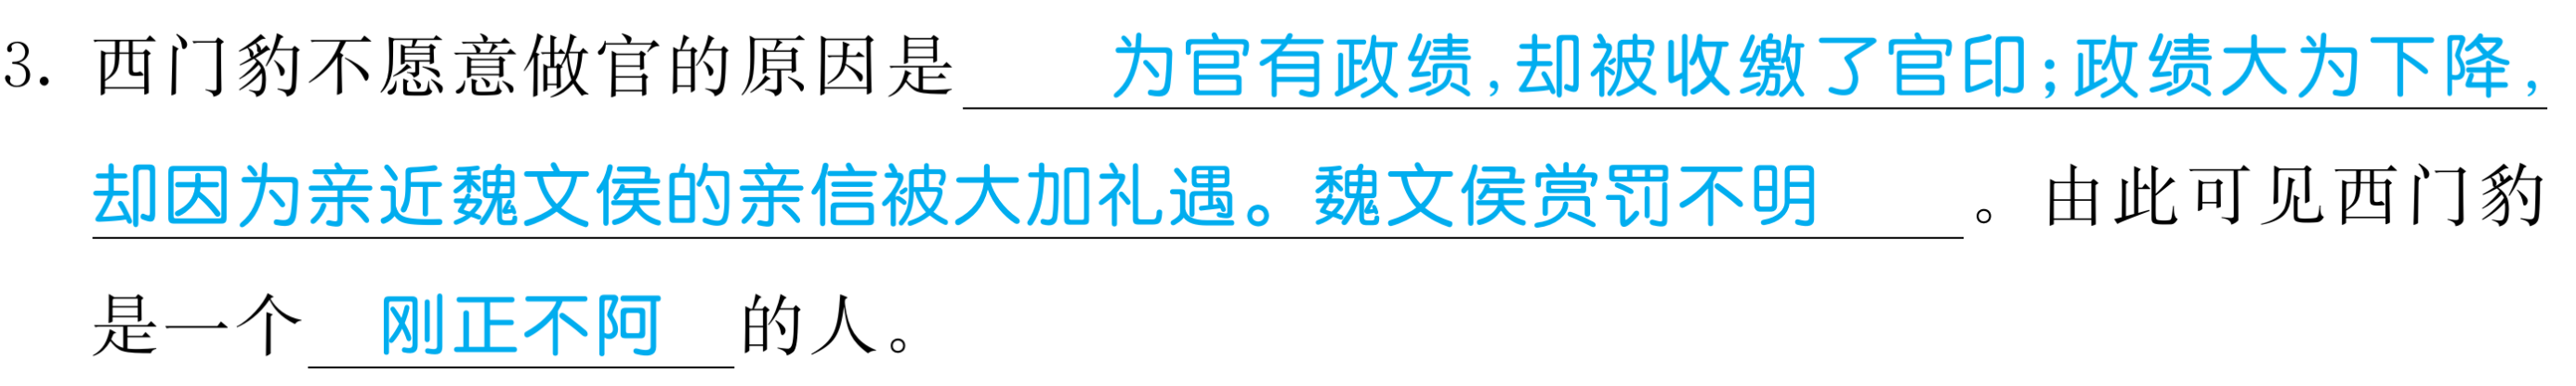 3. 西门豹不愿意做官的原因是 为官有政绩,却被收缴了官印;政绩大为下降,
却因为亲近魏文侯的亲信被大加礼遇。魏文侯赏罚不明 。由此可见西门豹
是一个 刚正不阿 的人。